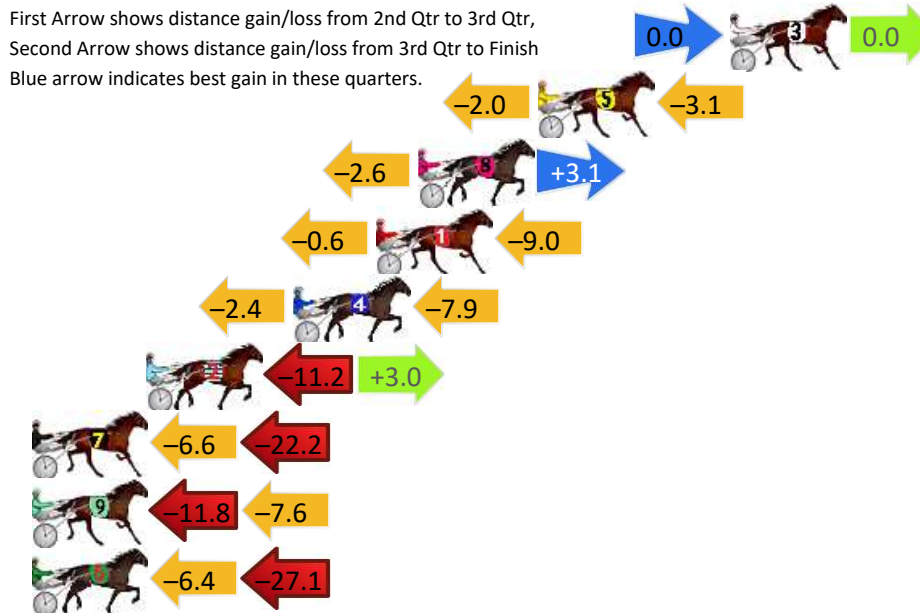 First Arrow shows distance gain/loss from 2nd Qtr to 3rd Qtr,
Second Arrow shows distance gain/loss from 3rd Qtr to Finish
Blue arrow indicates best gain in these quarters.
0.0 3 0.0
–2.0 5 –3.1
–2.6 8 +3.1
–0.6 1 –9.0
–2.4 4 –7.9
2 –11.2 +3.0
7 –6.6 –22.2
9 –11.8 –7.6
6 –6.4 –27.1